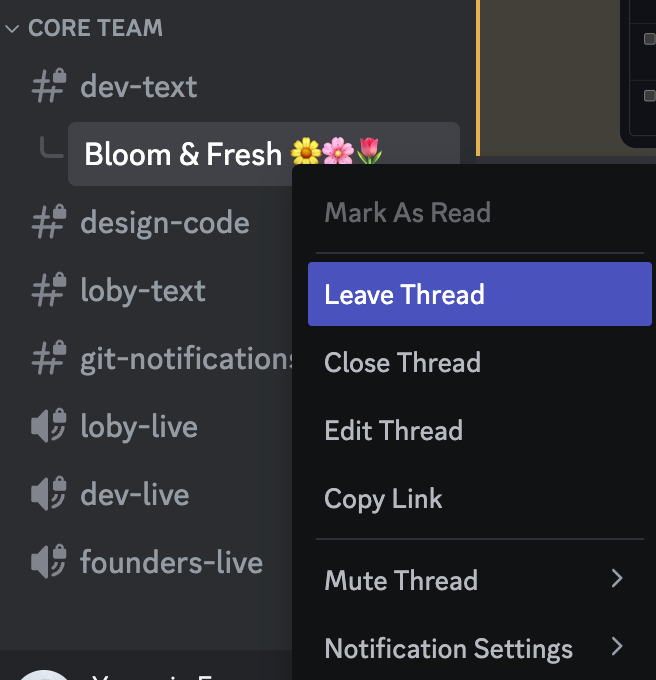 CORE TEAM
dev-text
Bloom & Fresh 🌼🌸🌷
design-code
loby-text
git-notifications
loby-live
dev-live
founders-live
Mark As Read
Leave Thread
Close Thread
Edit Thread
Copy Link
Mute Thread
Notification Settings